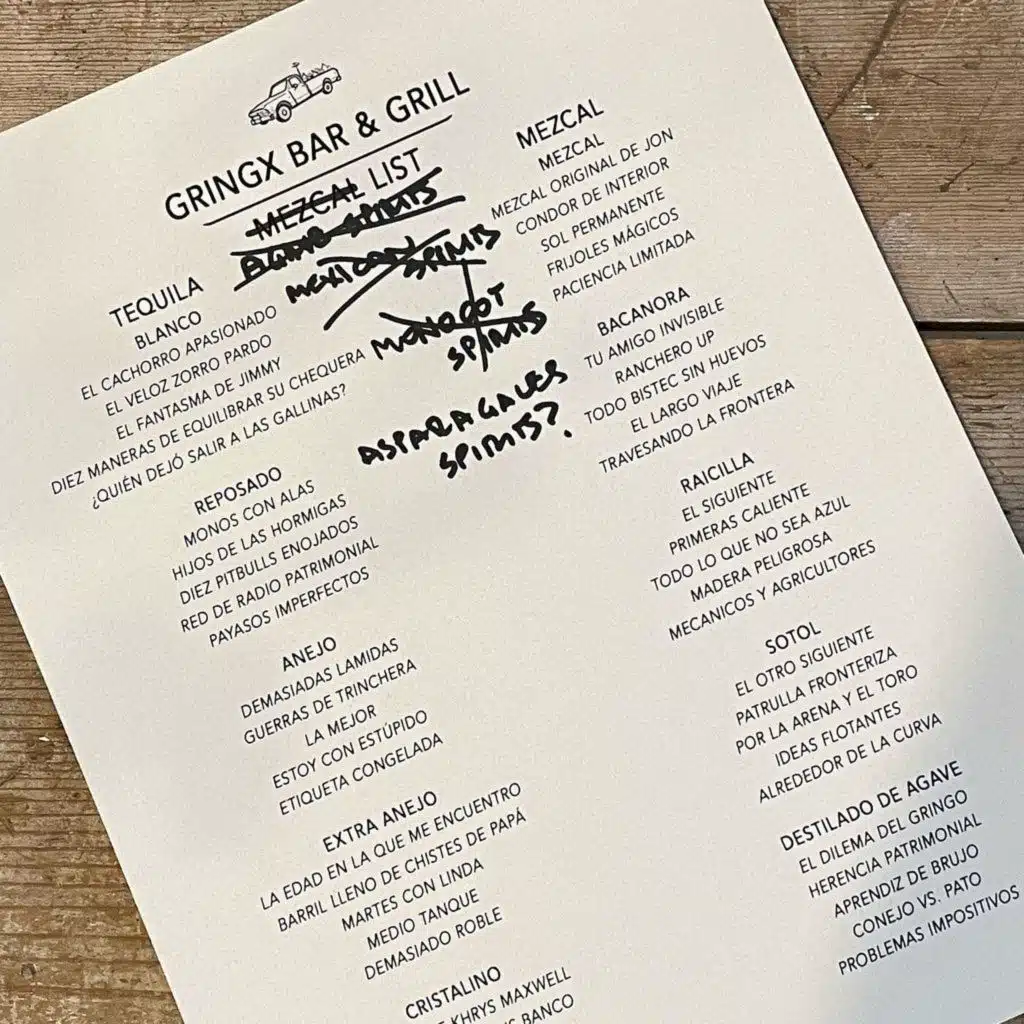 GRINGX BAR & GRILL
MEZCAL LIST
AGAVE SPIRITS
MEXICAN SPIRITS
MONOCOT SPIRITS
ASPARAGALES
SPIRITS?
TEQUILA
BLANCO
EL CACHORRO APASIONADO
EL VELOZ ZORRO PARDO
EL FANTASMA DE JIMMY
DIEZ MANERAS DE EQUILIBRAR SU CHEQUERA
¿QUIÉN DEJÓ SALIR A LAS GALLINAS?
REPOSADO
MONOS CON ALAS
HIJOS DE LAS HORMIGAS
DIEZ PITBULLS ENOJADOS
RED DE RADIO PATRIMONIAL
PAYASOS IMPERFECTOS
ANEJO
DEMASIADAS LAMIDAS
GUERRAS DE TRINCHERA
LA MEJOR
ESTOY CON ESTÚPIDO
ETIQUETA CONGELADA
EXTRA ANEJO
LA EDAD EN LA QUE ME ENCUENTRO
BARRIL LLENO DE CHISTES DE PAPÁ
MARTES CON LINDA
MEDIO TANQUE
DEMASIADO ROBLE
CRISTALINO
KHRYS MAXWELL
BANCO
MEZCAL
MEZCAL
MEZCAL ORIGINAL DE JON
CONDOR DE INTERIOR
SOL PERMANENTE
FRIJOLES MÁGICOS
PACIENCIA LIMITADA
BACANORA
TU AMIGO INVISIBLE
RANCHERO UP
TODO BISTEC SIN HUEVOS
EL LARGO VIAJE
TRAVESANDO LA FRONTERA
RAICILLA
EL SIGUIENTE
PRIMERAS CALIENTE
TODO LO QUE NO SEA AZUL
MADERA PELIGROSA
MECANICOS Y AGRICULTORES
SOTOL
EL OTRO SIGUIENTE
PATRULLA FRONTERIZA
POR LA ARENA Y EL TORO
IDEAS FLOTANTES
ALREDEDOR DE LA CURVA
DESTILADO DE AGAVE
EL DILEMA DEL GRINGO
HERENCIA PATRIMONIAL
APRENDIZ DE BRUJO
CONEJO VS. PATO
PROBLEMAS IMPOSITIVOS